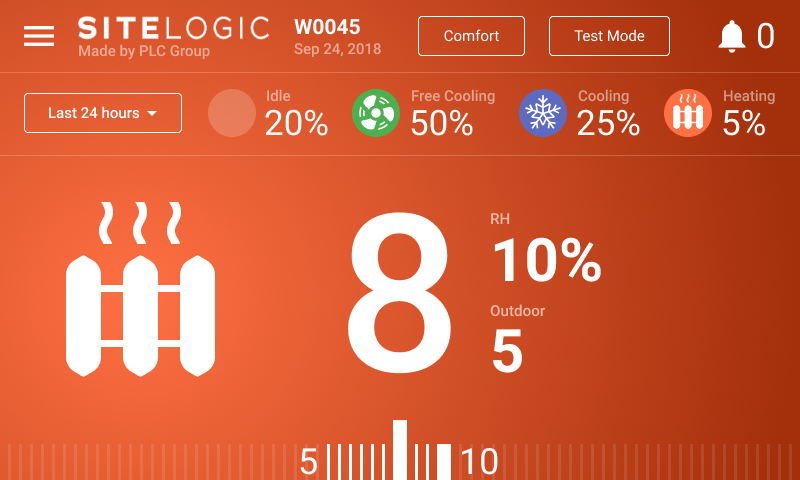 SITELOGIC
Made by PLC Group
W0045
Sep 24, 2018
Comfort
Test Mode
0
Last 24 hours
Idle
20%
Free Cooling
50%
Cooling
25%
Heating
5%
8
RH
10%
Outdoor
5
5
10